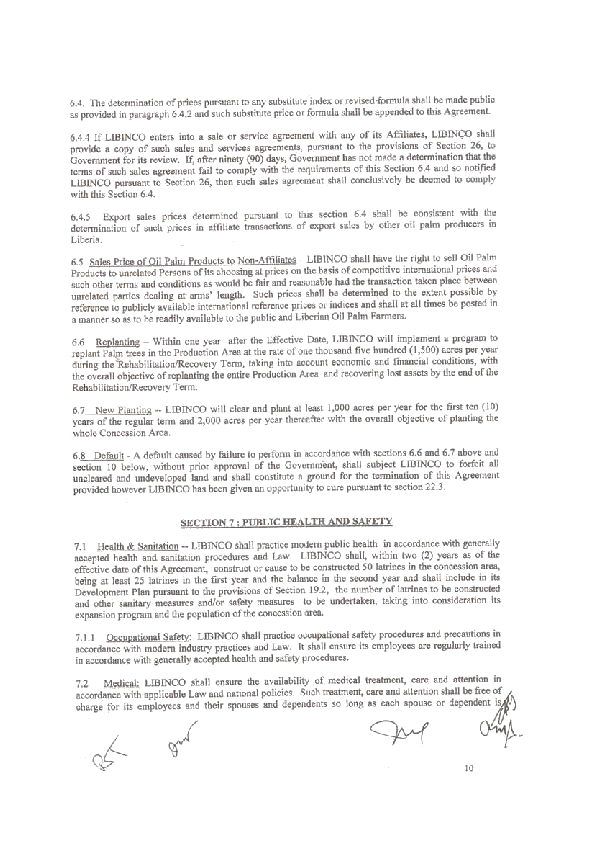 6.4. The determination of prices pursuant to any substitute index or revised formula shall be made public
as provided in paragraph 6.4.2 and such substitute price or formula shall be appended to this Agreement.
6.4.4 If LIBINCO enters into a sale or service agreement with any of its Affiliates, LIBINCO shall
provide a copy of such sales and services agreements, pursuant to the provisions of Section 26, to
Government for its review. If, after ninety (90) days, Government has not made a determination that the
terms of such sales agreement fail to comply with the requirements of this Section 6.4 and so notified
LIBINCO pursuant to Section 26, then such sales agreement shall conclusively be deemed to comply
with this Section 6.4.
6.4.5 Export sales prices determined pursuant to this section 6.4 shall be consistent with the
determination of such prices in affiliate transactions of export sales by other oil palm producers in
Liberia.
6.5 Sales Price of Oil Palm Products to Non-Affiliates - LIBINCO shall have the right to sell Oil Palm
Products to unrelated Persons of its choosing at prices on the basis of competitive international prices and
such other terms and conditions as would be fair and reasonable had the transaction taken place between
unrelated parties dealing at arms' length. Such prices shall be determined to the extent possible by
reference to publicly available international reference prices or indices and shall at all times be posted in
a manner so as to be readily available to the public and Liberian Oil Palm Farmers.
6.6 Replanting – Within one year after the Effective Date, LIBINCO will implement a program to
replant Palm trees in the Production Area at the rate of one thousand five hundred (1,500) acres per year
during the Rehabilitation/Recovery Term, taking into account economic and financial conditions, with
the overall objective of replanting the entire Production Area and recovering lost assets by the end of the
Rehabilitation/Recovery Term.
6.7 New Planting -- LIBINCO will clear and plant at least 1,000 acres per year for the first ten (10)
years of the regular term and 2,000 acres per year thereafter with the overall objective of planting the
whole Concession Area.
6.8 Default - A default caused by failure to perform in accordance with sections 6.6 and 6.7 above and
section 10 below, without prior approval of the Government, shall subject LIBINCO to forfeit all
uncleared and undeveloped land and shall constitute a ground for the termination of this Agreement
provided however LIBINCO has been given an opportunity to cure pursuant to section 22.3.
SECTION 7 : PUBLIC HEALTH AND SAFETY
7.1 Health & Sanitation -- LIBINCO shall practice modern public health in accordance with generally
accepted health and sanitation procedures and Law. LIBINCO shall, within two (2) years as of the
effective date of this Agreement, construct or cause to be constructed 50 latrines in the concession area,
being at least 25 latrines in the first year and the balance in the second year and shall include in its
Development Plan pursuant to the provisions of Section 19.2, the number of latrines to be constructed
and other sanitary measures and/or safety measures to be undertaken, taking into consideration its
expansion program and the population of the concession area.
7.1.1 Occupational Safety: LIBINCO shall practice occupational safety procedures and precautions in
accordance with modern industry practices and Law. It shall ensure its employees are regularly trained
in accordance with generally accepted health and safety procedures.
7.2 Medical: LIBINCO shall ensure the availability of medical treatment, care and attention in
accordance with applicable Law and national policies. Such treatment, care and attention shall be free of
charge for its employees and their spouses and dependents so long as each spouse or dependent is
10